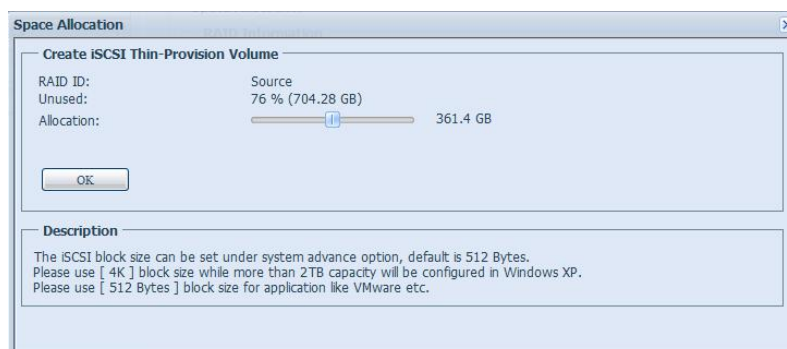 Space Allocation
RAID Information
Create iSCSI Thin-Provision Volume
RAID ID: Source
Unused: 76 % (704.28 GB)
Allocation: 361.4 GB
OK
Description
The iSCSI block size can be set under system advance option, default is 512 Bytes.
Please use [ 4K ] block size while more than 2TB capacity will be configured in Windows XP.
Please use [ 512 Bytes ] block size for application like VMware etc.